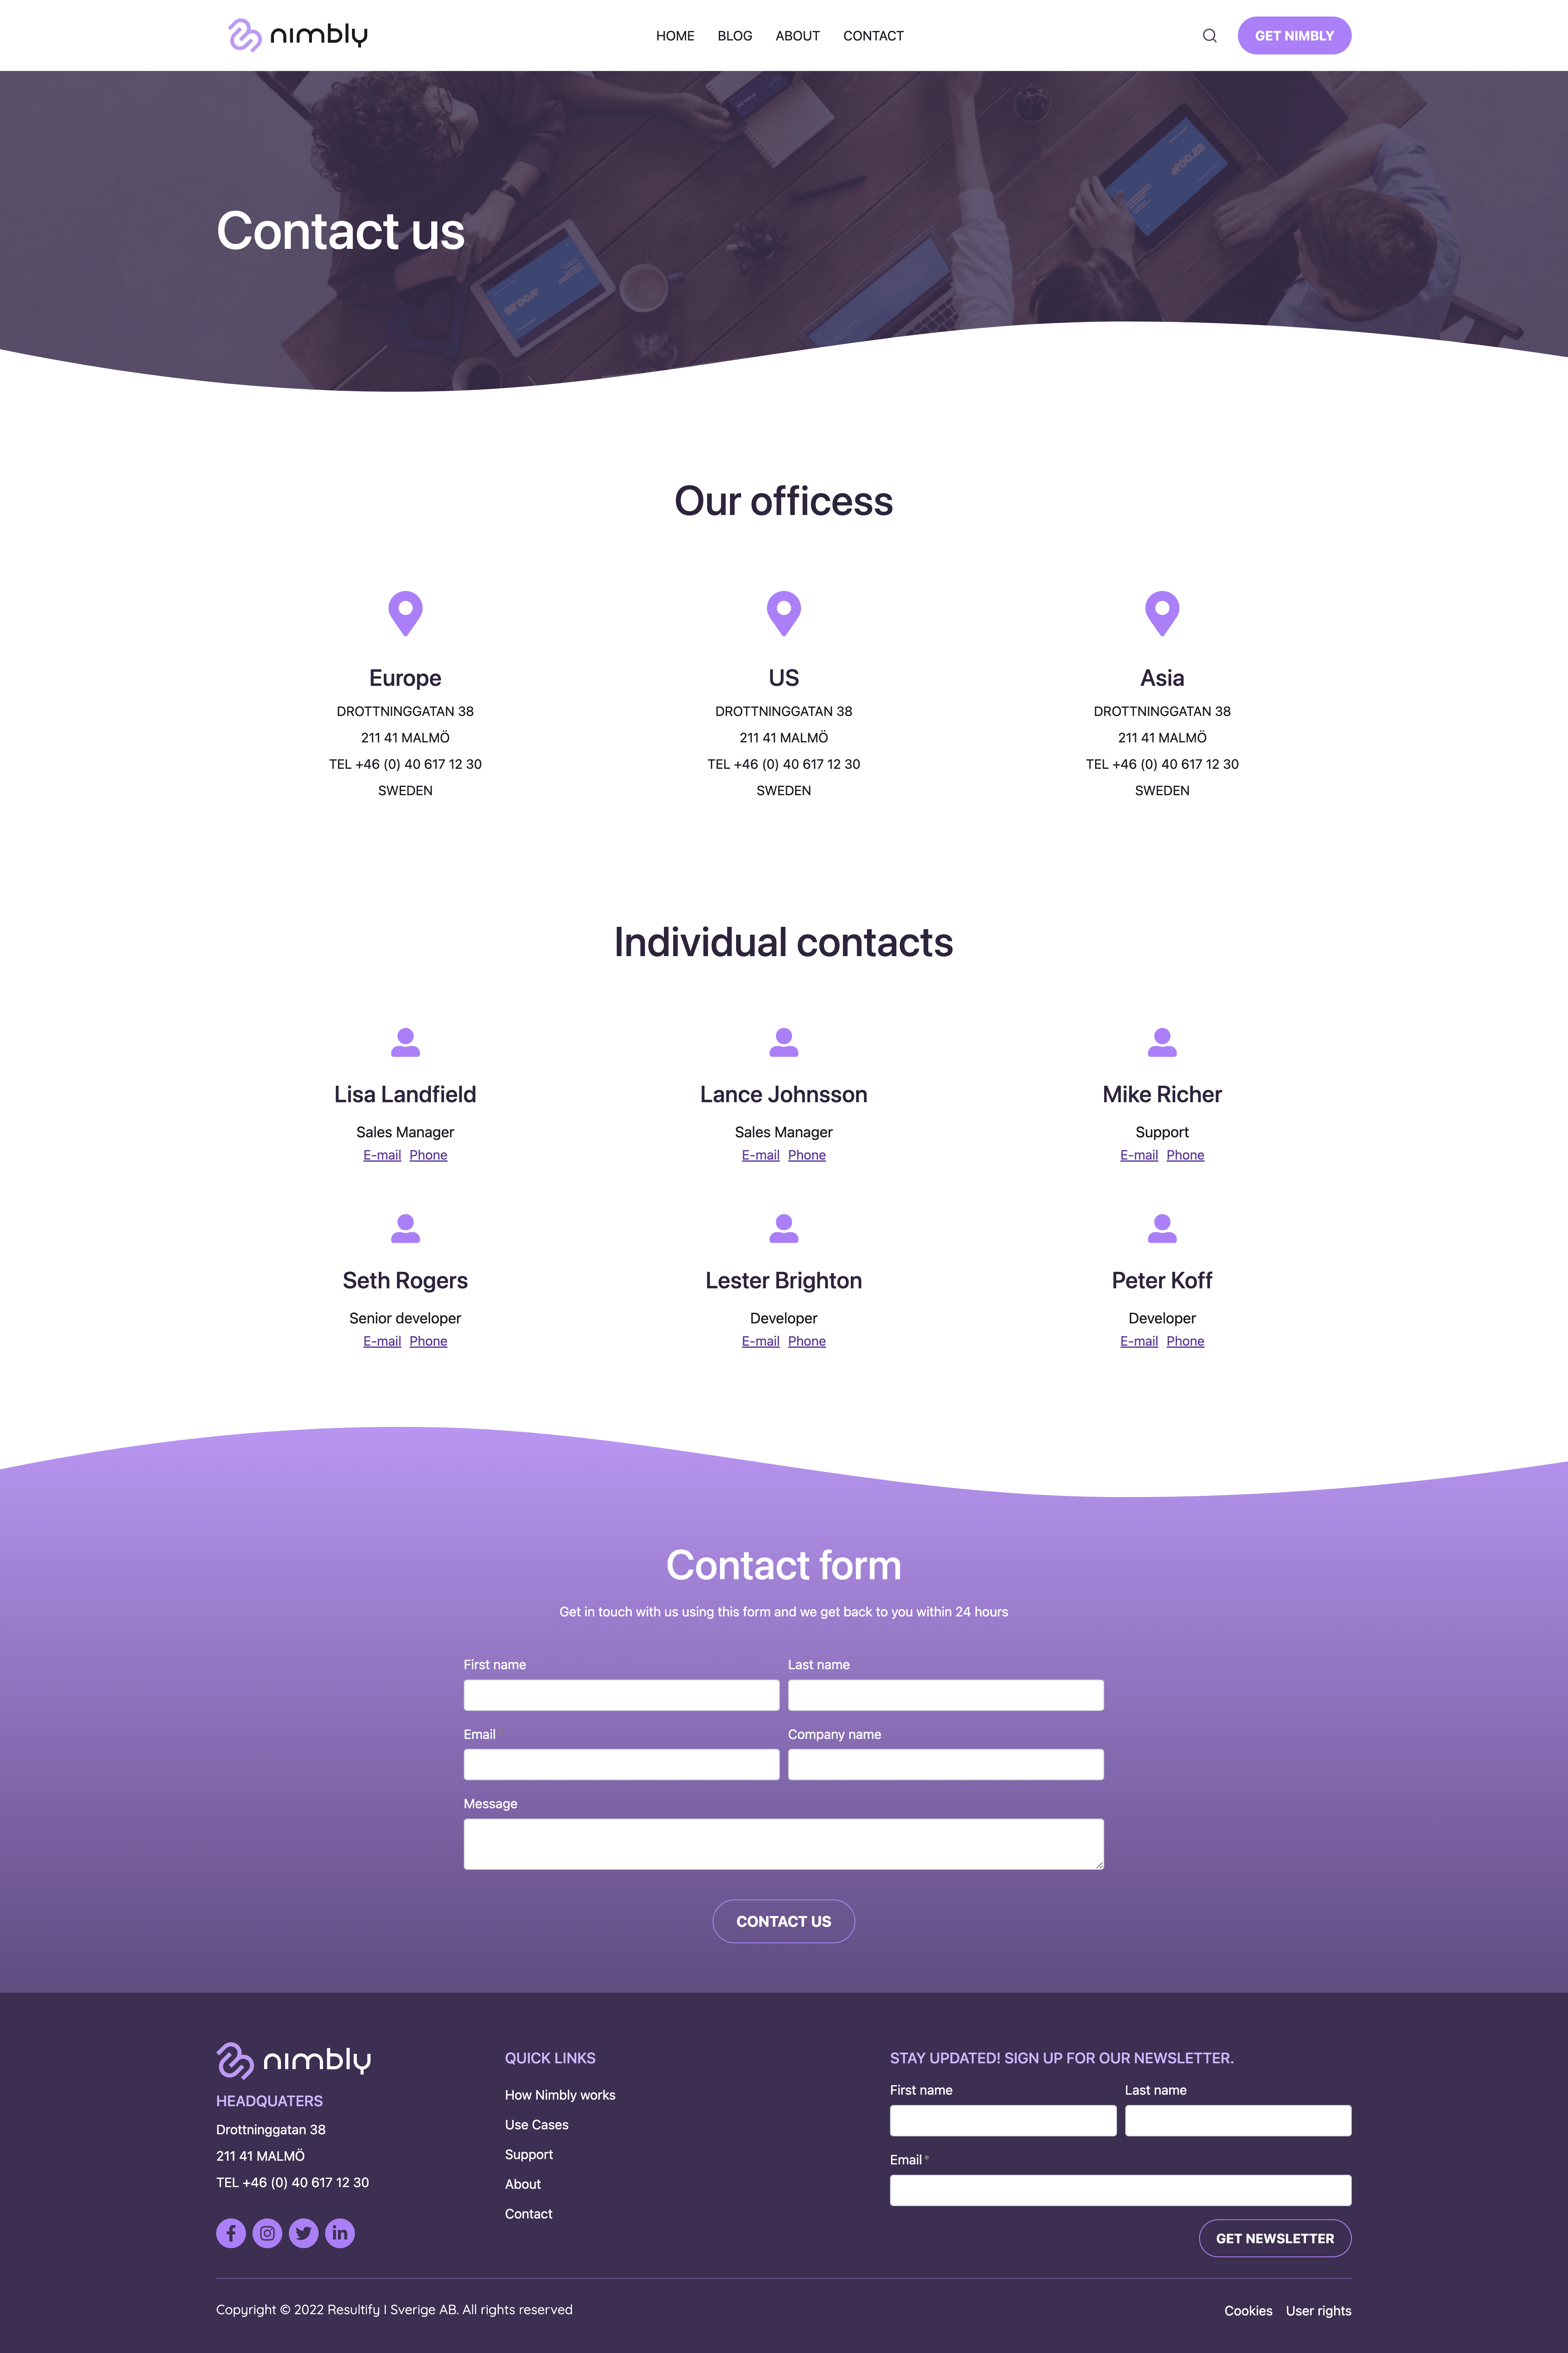 nimbly
HOME BLOG ABOUT CONTACT
GET NIMBLY
Contact us
Our officess
Europe
DROTTNINGGATAN 38
211 41 MALMÖ
TEL +46 (0) 40 617 12 30
SWEDEN
US
DROTTNINGGATAN 38
211 41 MALMÖ
TEL +46 (0) 40 617 12 30
SWEDEN
Asia
DROTTNINGGATAN 38
211 41 MALMÖ
TEL +46 (0) 40 617 12 30
SWEDEN
Individual contacts
Lisa Landfield
Sales Manager
E-mail Phone
Lance Johnsson
Sales Manager
E-mail Phone
Mike Richer
Support
E-mail Phone
Seth Rogers
Senior developer
E-mail Phone
Lester Brighton
Developer
E-mail Phone
Peter Koff
Developer
E-mail Phone
Contact form
Get in touch with us using this form and we get back to you within 24 hours
First name
Last name
Email
Company name
Message
CONTACT US
nimbly
HEADQUATERS
Drottninggatan 38
211 41 MALMÖ
TEL +46 (0) 40 617 12 30
QUICK LINKS
How Nimbly works
Use Cases
Support
About
Contact
STAY UPDATED! SIGN UP FOR OUR NEWSLETTER.
First name
Last name
Email*
GET NEWSLETTER
Copyright © 2022 Resultify I Sverige AB. All rights reserved
Cookies User rights